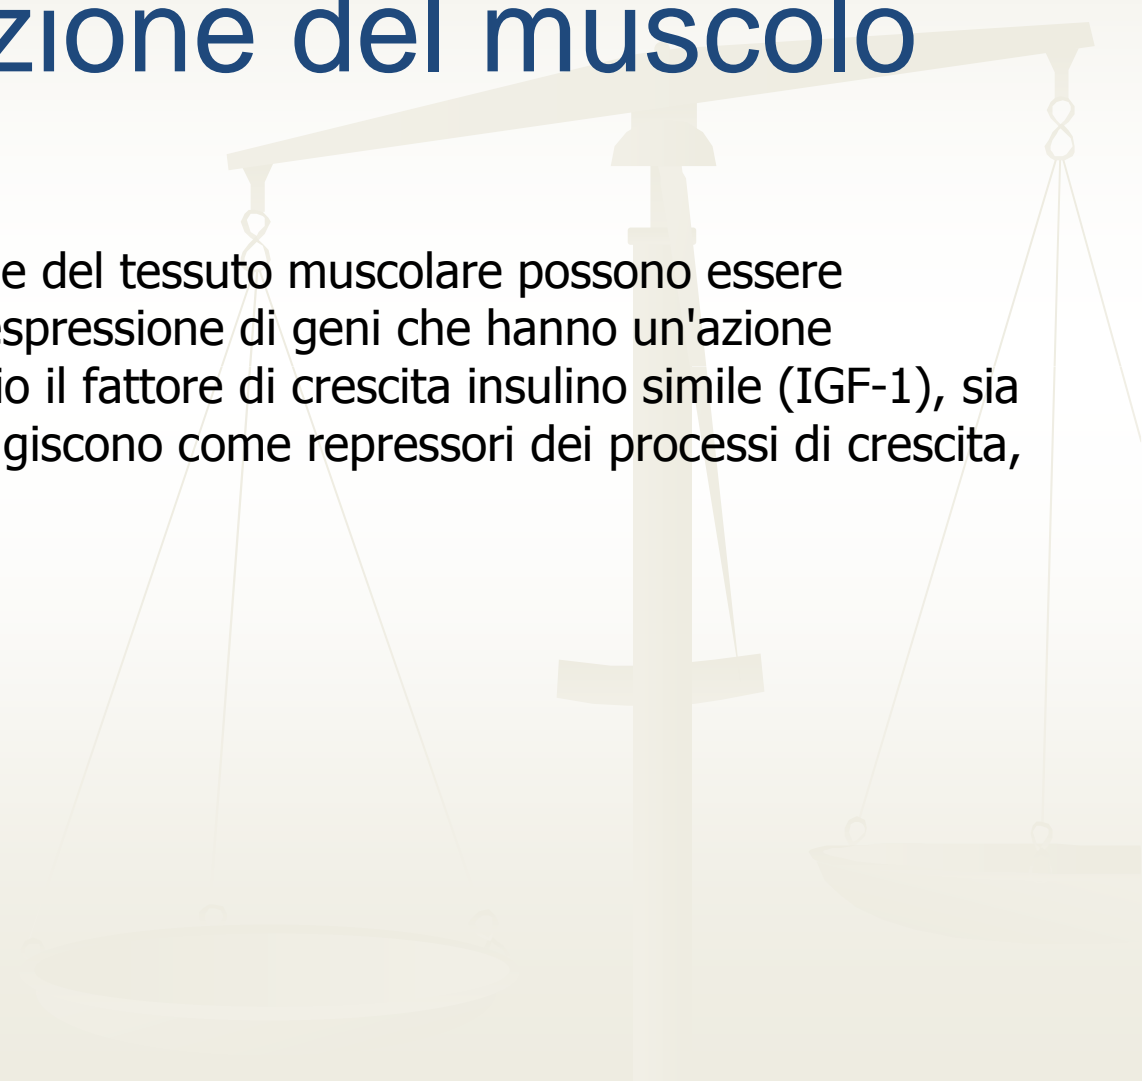 zione del muscolo
e del tessuto muscolare possono essere
espressione di geni che hanno un'azione
io il fattore di crescita insulino simile (IGF-1), sia
giscono come repressori dei processi di crescita,